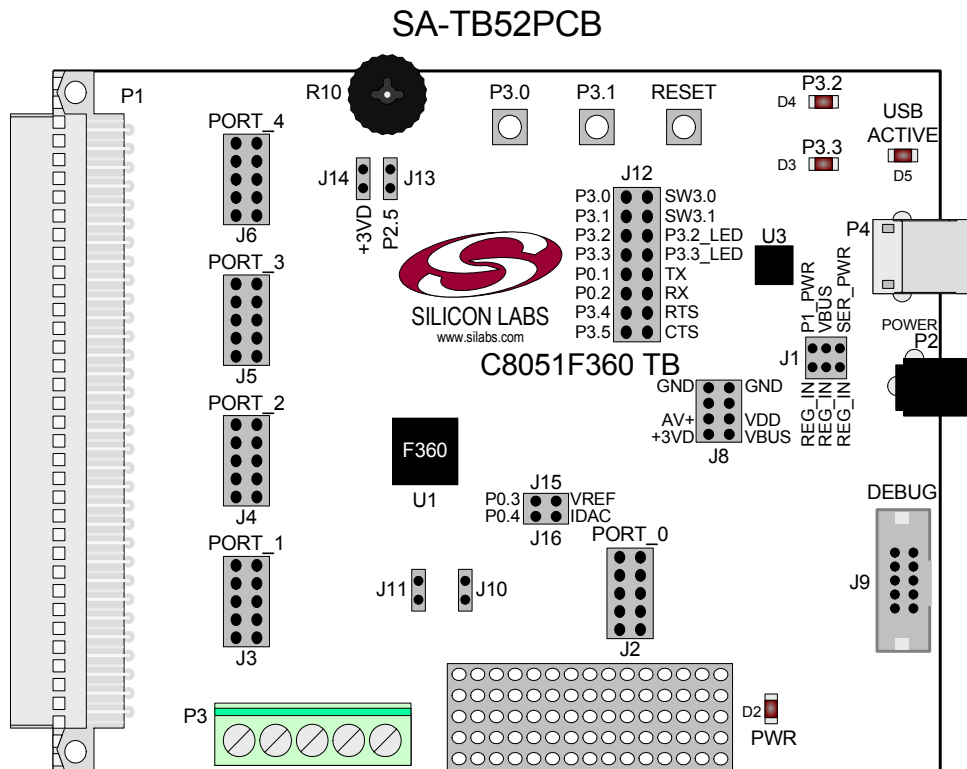 SA-TB52PCB
P1
R10
P3.0
P3.1
RESET
P3.2
D4
USB
ACTIVE
P3.3
D3
D5
PORT_4
J6
J14
J13
+3VD
P2.5
J12
P3.0 SW3.0
P3.1 SW3.1
P3.2 P3.2_LED
P3.3 P3.3_LED
P0.1 TX
P0.2 RX
P3.4 RTS
P3.5 CTS
U3
P4
SILICON LABS
www.silabs.com
C8051F360 TB
PORT_3
J5
P1_PWR
VBUS
SER_PWR
J1
REG_IN
REG_IN
REG_IN
POWER
P2
GND GND
AV+ VDD
+3VD VBUS
J8
PORT_2
J4
F360
U1
J15
P0.3 VREF
P0.4 IDAC
J16
DEBUG
J9
PORT_1
J3
J11
J10
PORT_0
J2
P3
D2
PWR